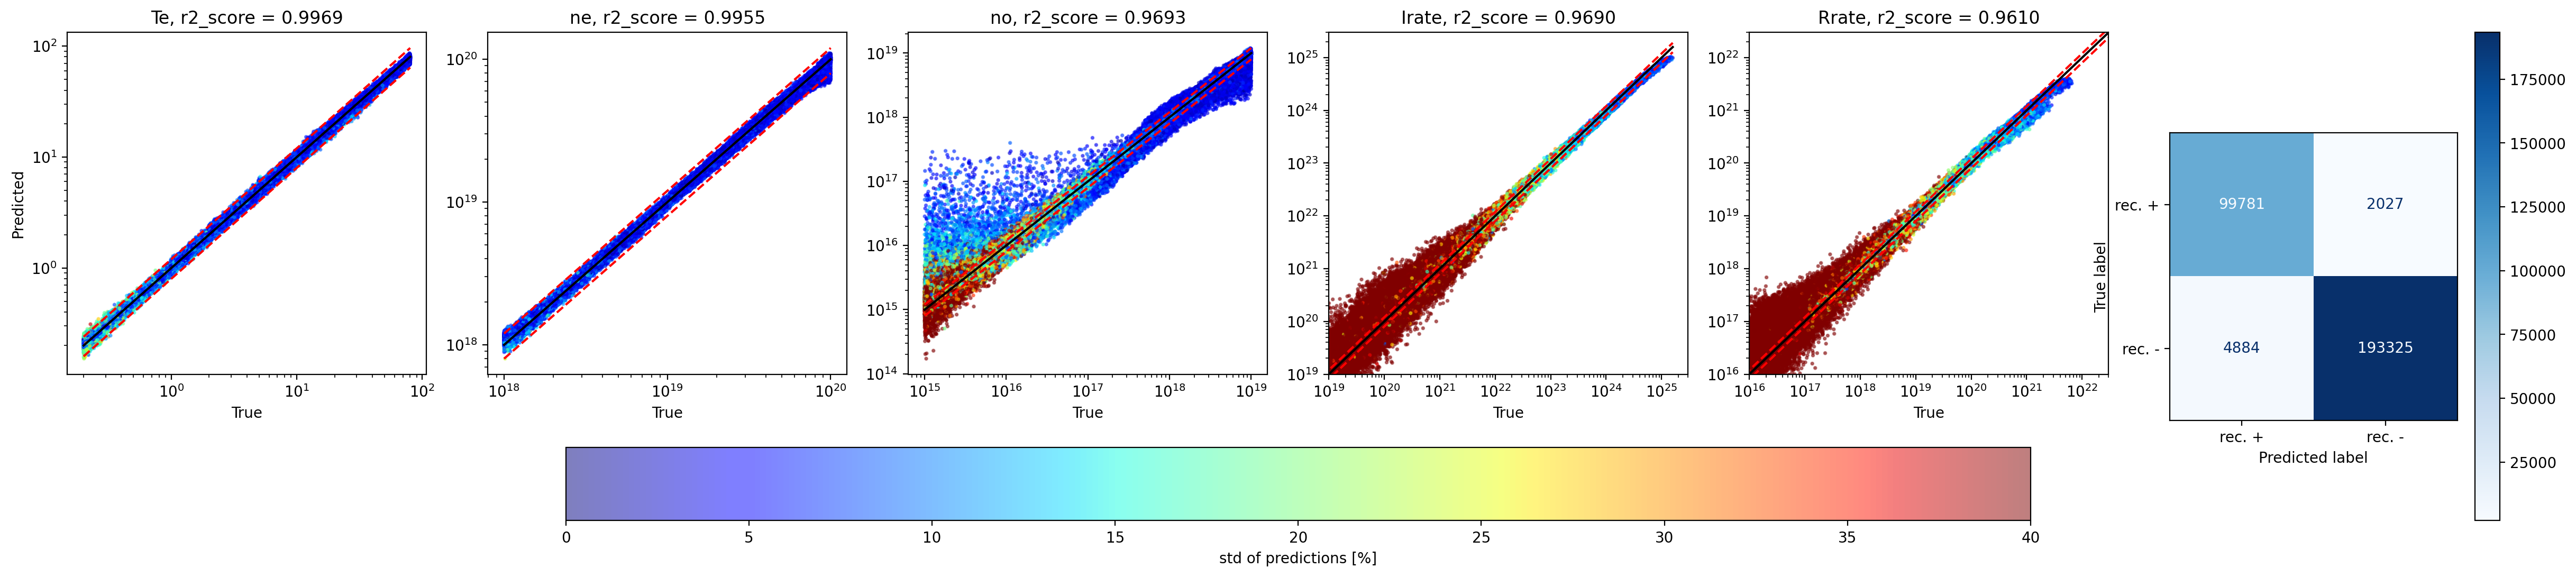 Te, r2_score = 0.9969
ne, r2_score = 0.9955
no, r2_score = 0.9693
Irate, r2_score = 0.9690
Rrate, r2_score = 0.9610
Predicted
10²
10¹
10⁰
10⁰ 10¹ 10²
True
10²⁰
10¹⁹
10¹⁸
10¹⁸ 10¹⁹ 10²⁰
True
10¹⁹
10¹⁸
10¹⁷
10¹⁶
10¹⁵
10¹⁴
10¹⁵ 10¹⁶ 10¹⁷ 10¹⁸ 10¹⁹
True
10²⁵
10²⁴
10²³
10²²
10²¹
10²⁰
10¹⁹
10¹⁹ 10²⁰ 10²¹ 10²² 10²³ 10²⁴ 10²⁵
True
10²²
10²¹
10²⁰
10¹⁹
10¹⁸
10¹⁷
10¹⁶
10¹⁶ 10¹⁷ 10¹⁸ 10¹⁹ 10²⁰ 10²¹ 10²²
True
True label
rec. + 99781 2027
rec. - 4884 193325
rec. + rec. -
Predicted label
175000
150000
125000
100000
75000
50000
25000
0 5 10 15 20 25 30 35 40
std of predictions [%]